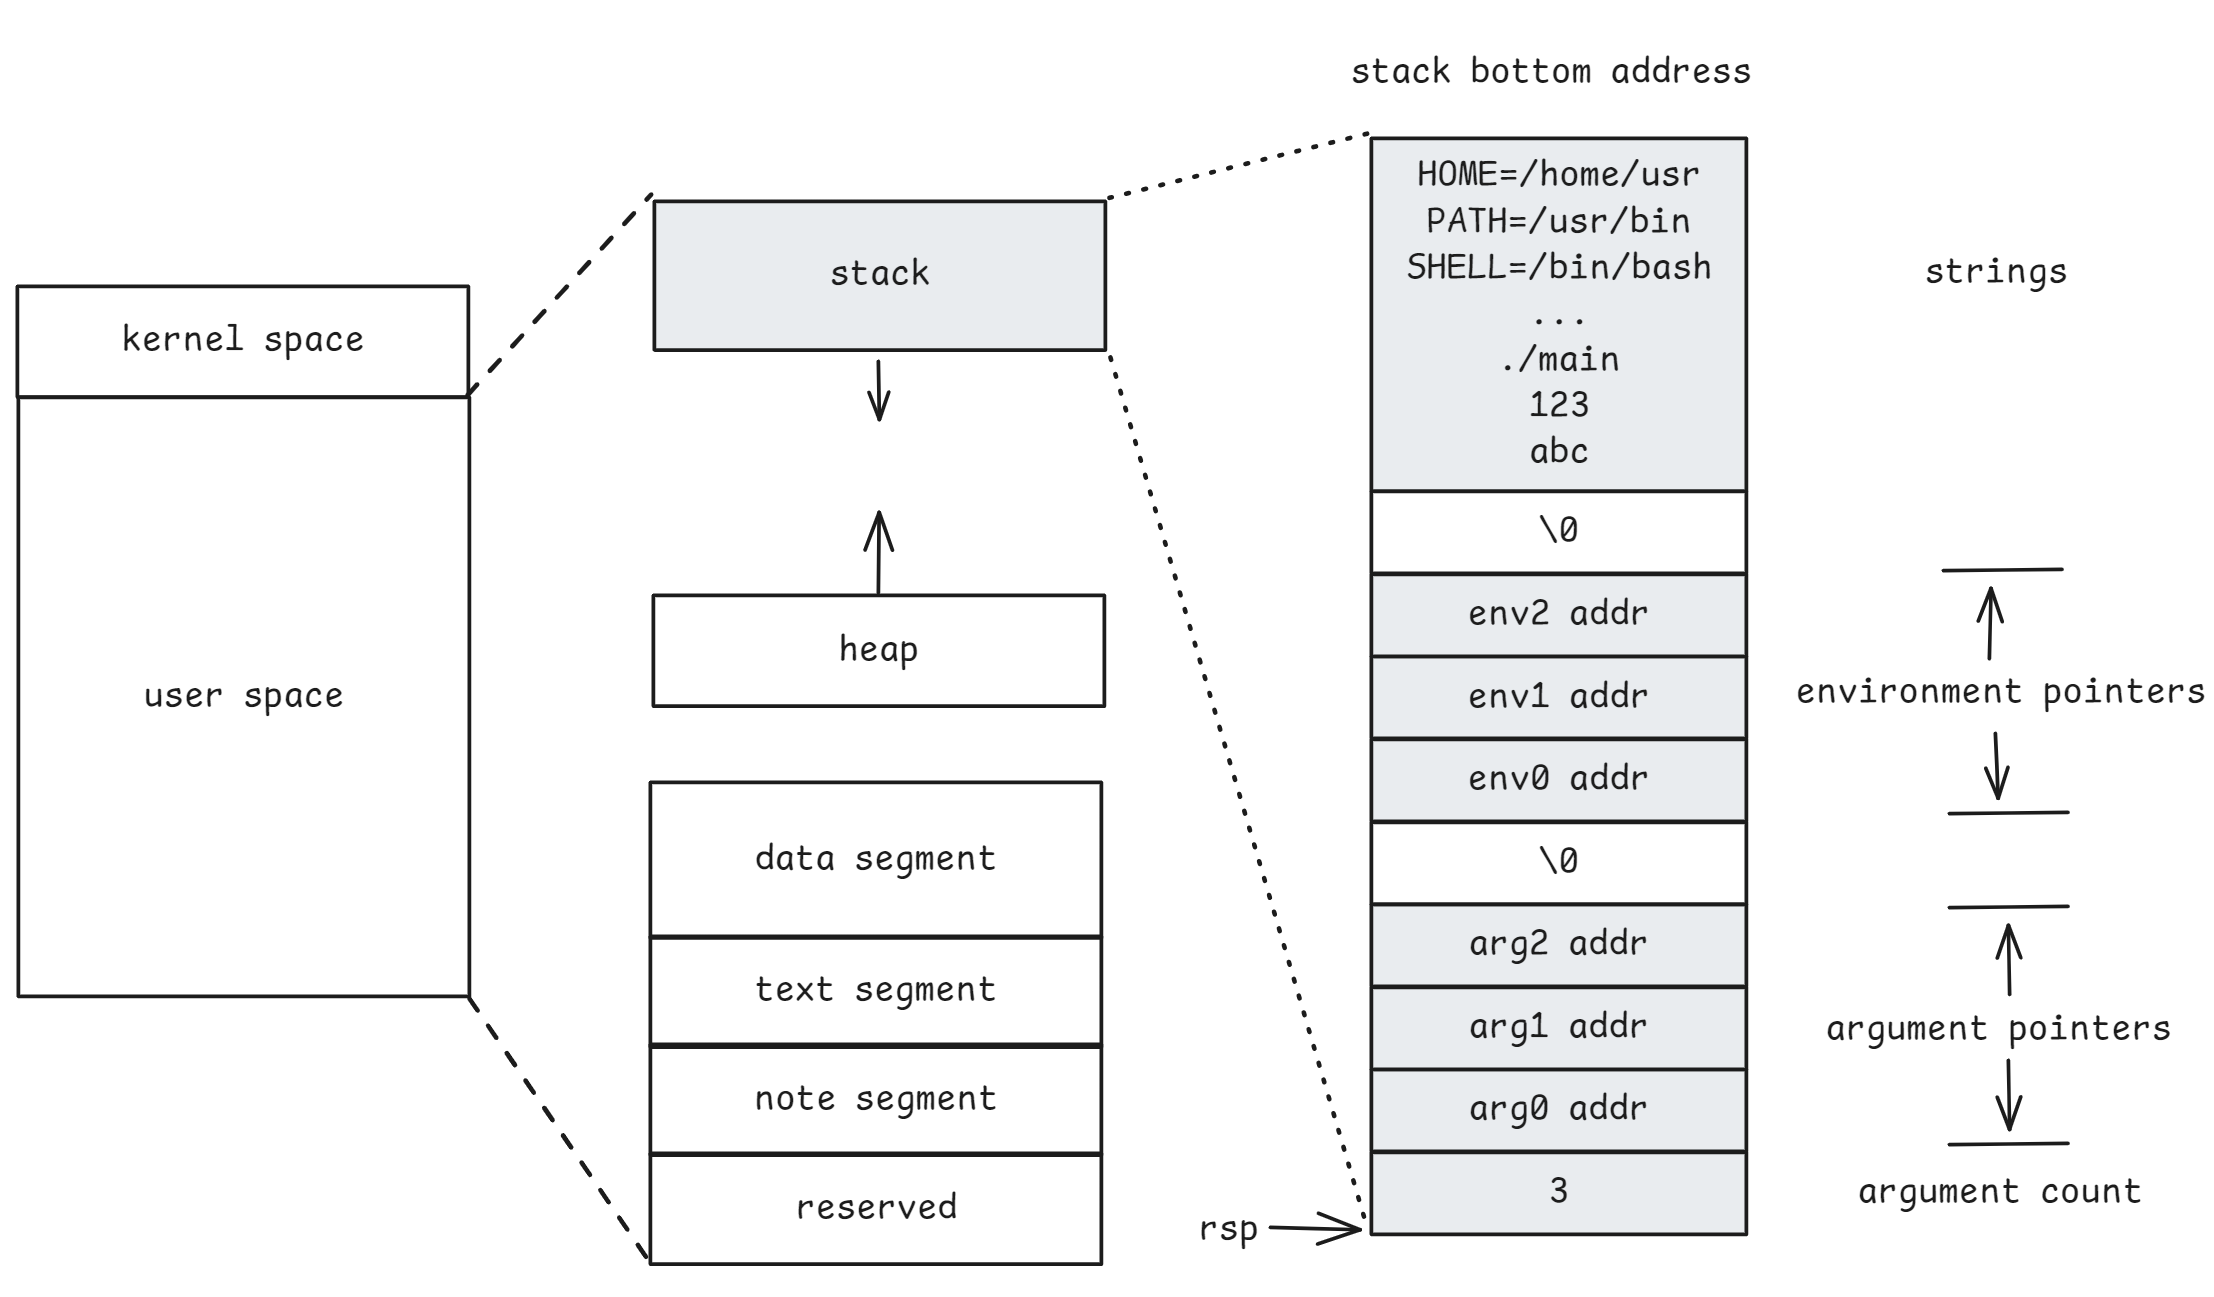 kernel space
user space
stack
heap
data segment
text segment
note segment
reserved
stack bottom address
HOME=/home/usr
PATH=/usr/bin
SHELL=/bin/bash
...
./main
123
abc
\0
env2 addr
env1 addr
env0 addr
\0
arg2 addr
arg1 addr
arg0 addr
3
rsp
strings
environment pointers
argument pointers
argument count